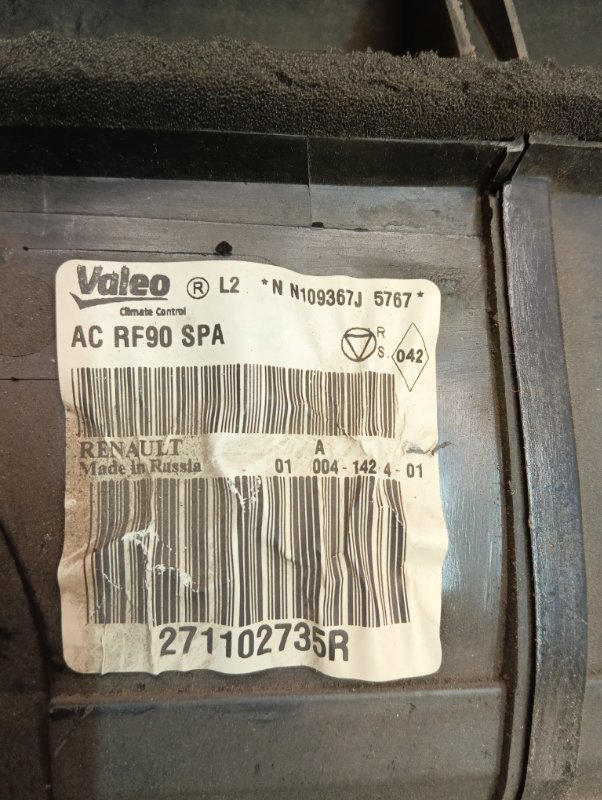 Valeo ® L2 *N N109367J 5767*
Climate Control
AC RF90 SPA
R
S. 042
RENAULT A
Made in Russia 01 004-142 4-01
271102735R